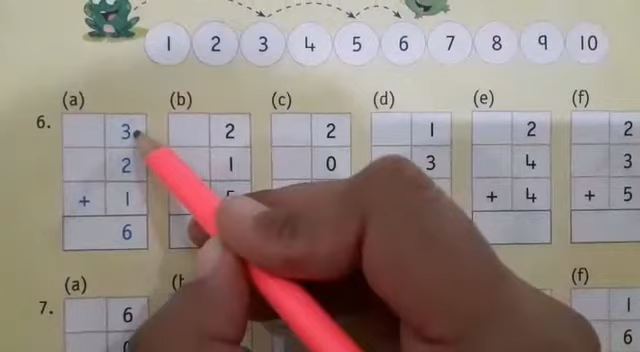 1 2 3 4 5 6 7 8 9 10
(a) (b) (c) (d) (e) (f)
6. 3 2 2 1 2 2
2 1 0 3 4 3
+ 1 + 4 + 5
6
(a) (f)
7. 6 1
6